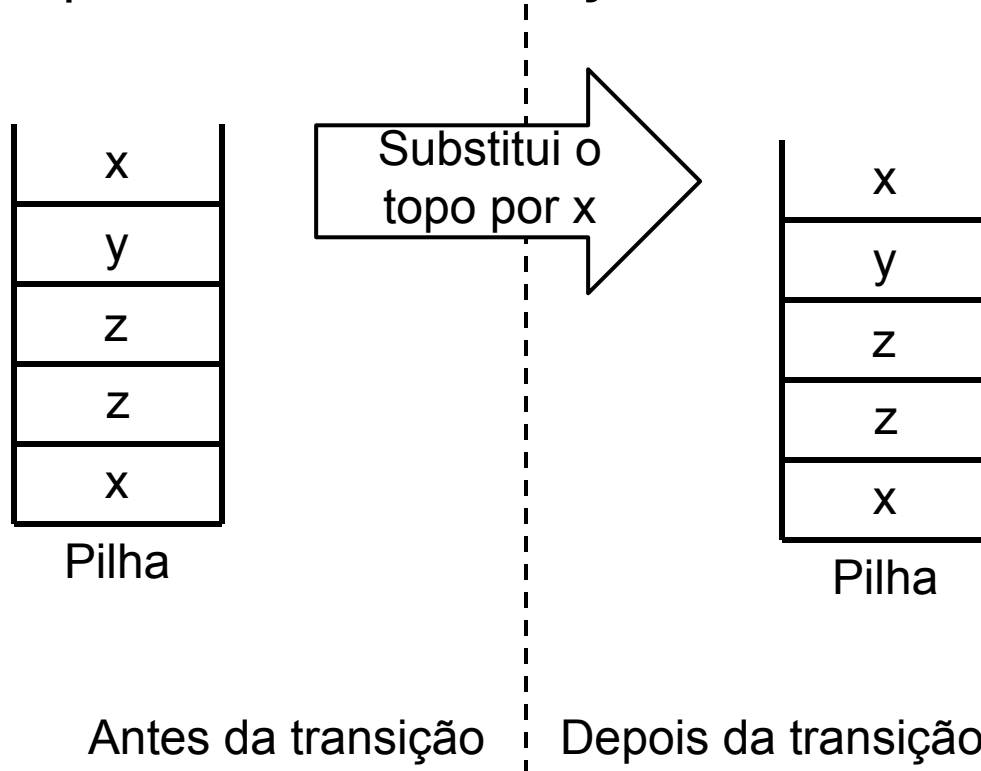 x
y
z
z
x
Pilha
Substitui o
topo por x
x
y
z
z
x
Pilha
Antes da transição
Depois da transição